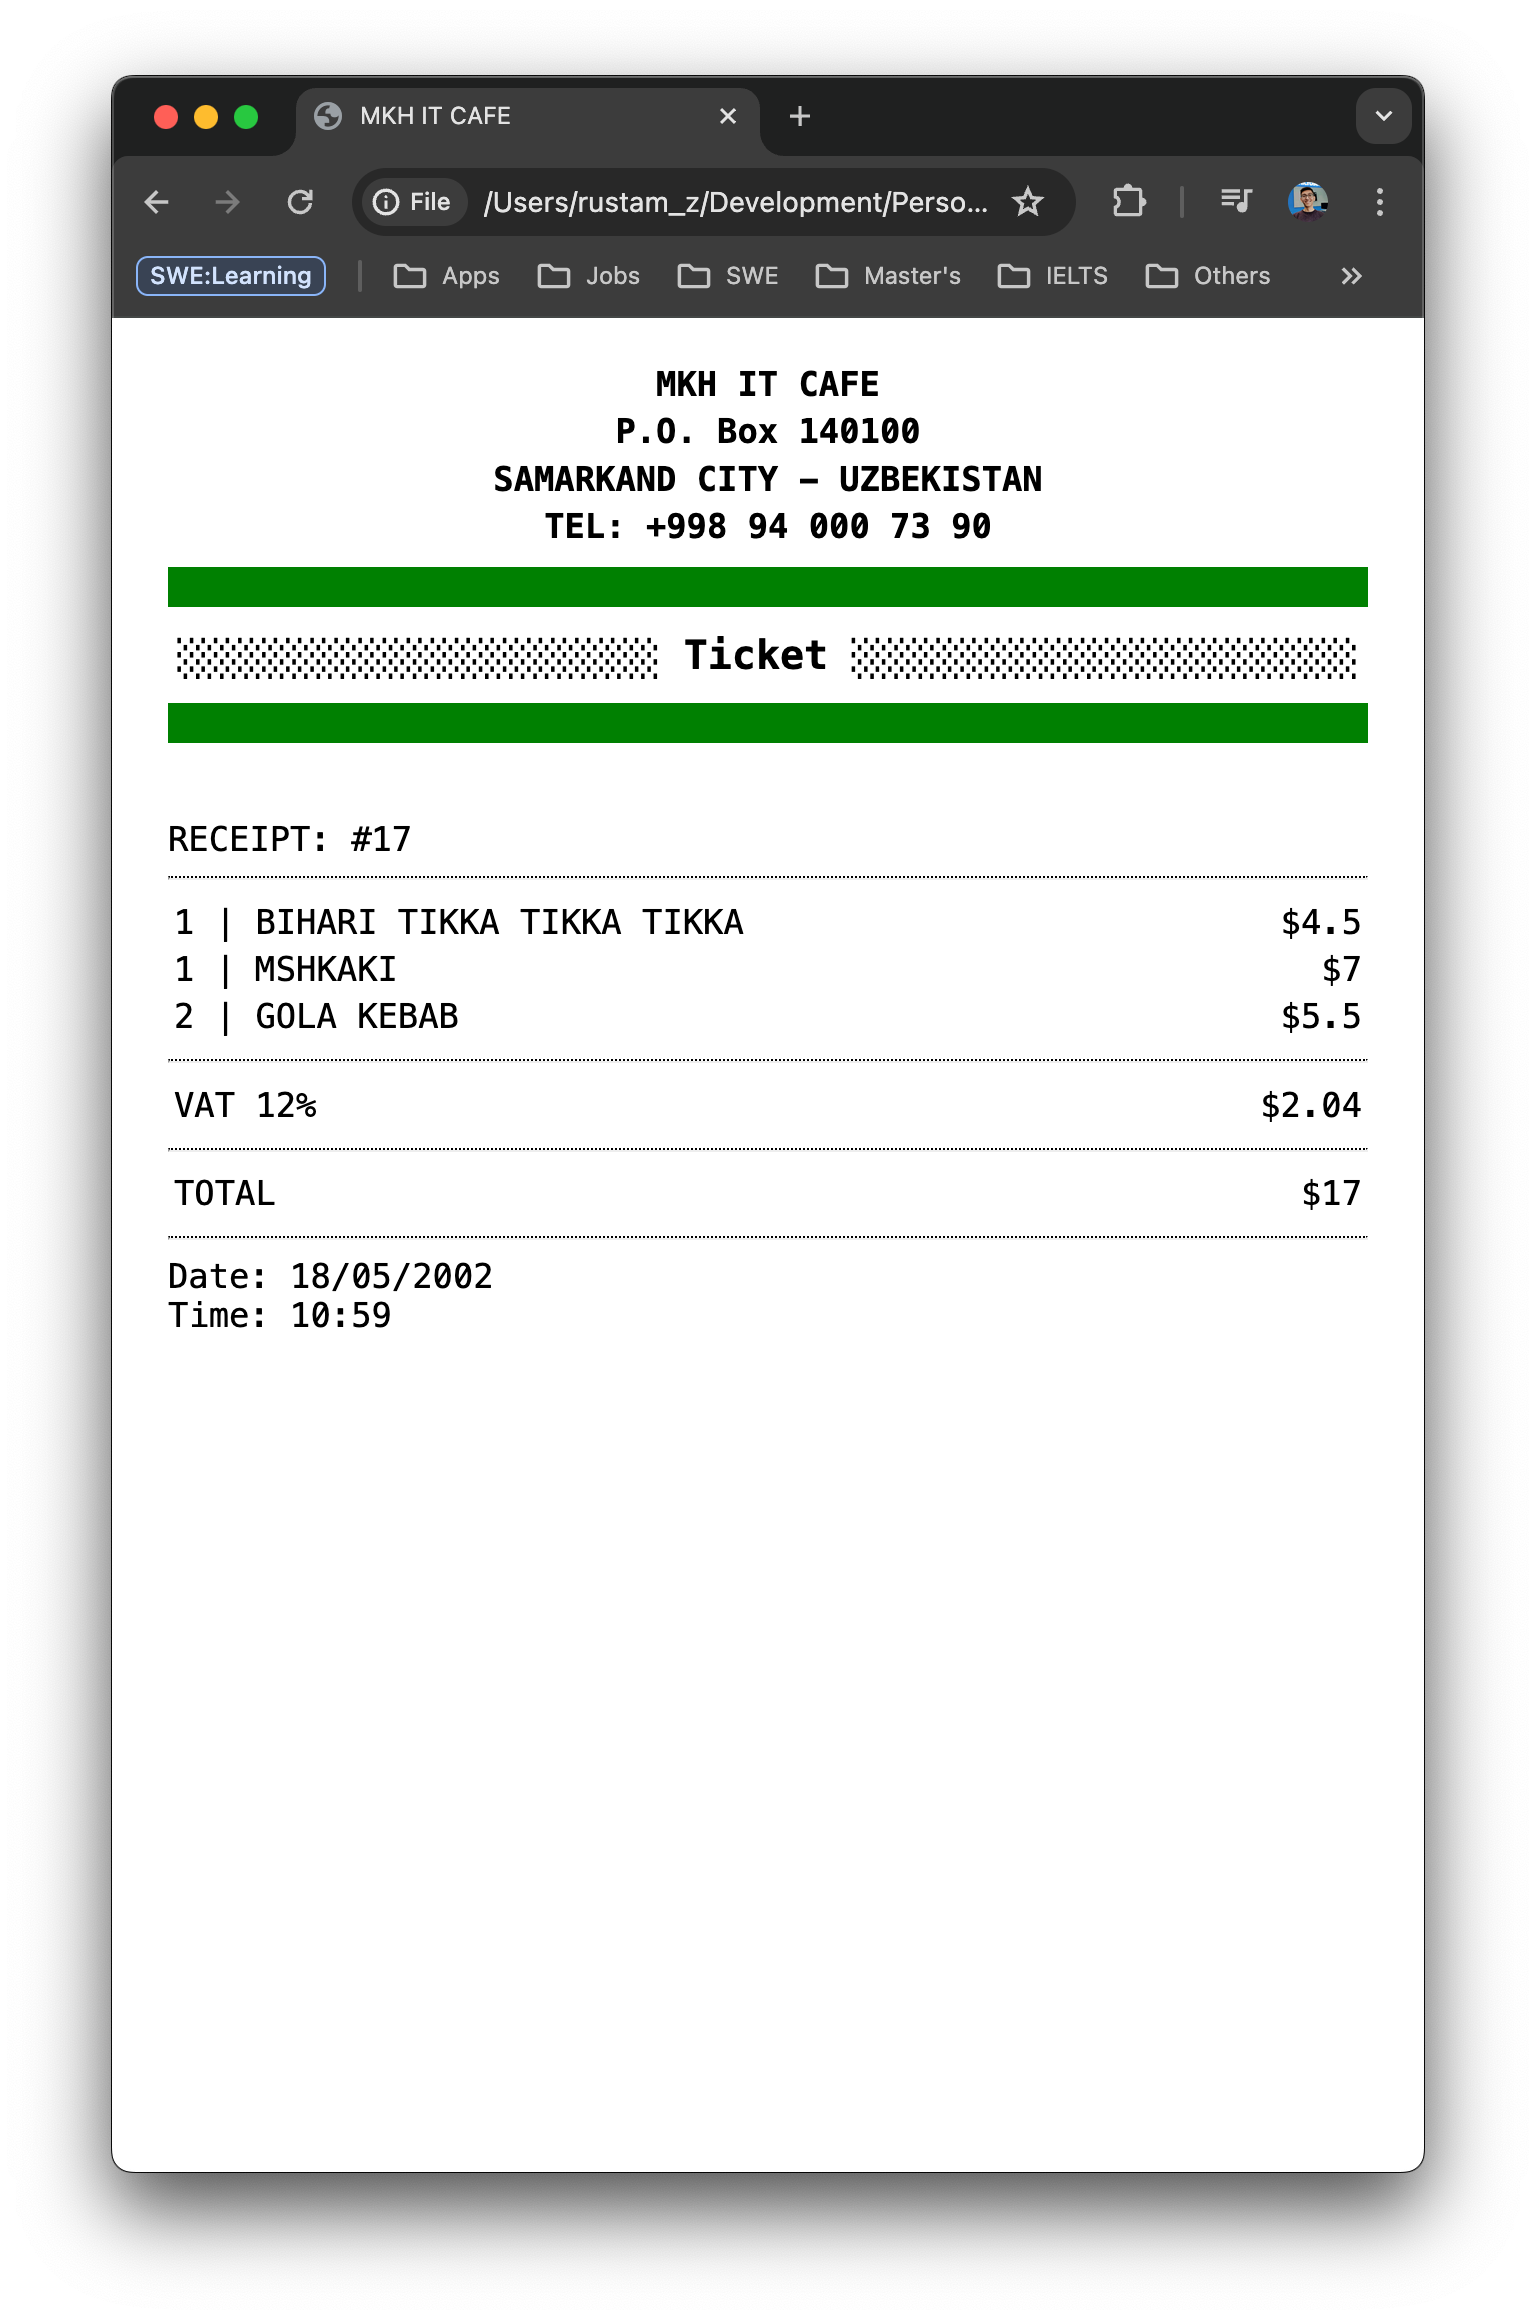 MKH IT CAFE
File /Users/rustam_z/Development/Perso...
SWE:Learning Apps Jobs SWE Master's IELTS Others
MKH IT CAFE
P.O. Box 140100
SAMARKAND CITY – UZBEKISTAN
TEL: +998 94 000 73 90
░░░░░░░░░░░░░░░░░░░░ Ticket ░░░░░░░░░░░░░░░░░░░░░
RECEIPT: #17
1 | BIHARI TIKKA TIKKA TIKKA $4.5
1 | MSHKAKI $7
2 | GOLA KEBAB $5.5
VAT 12% $2.04
TOTAL $17
Date: 18/05/2002
Time: 10:59